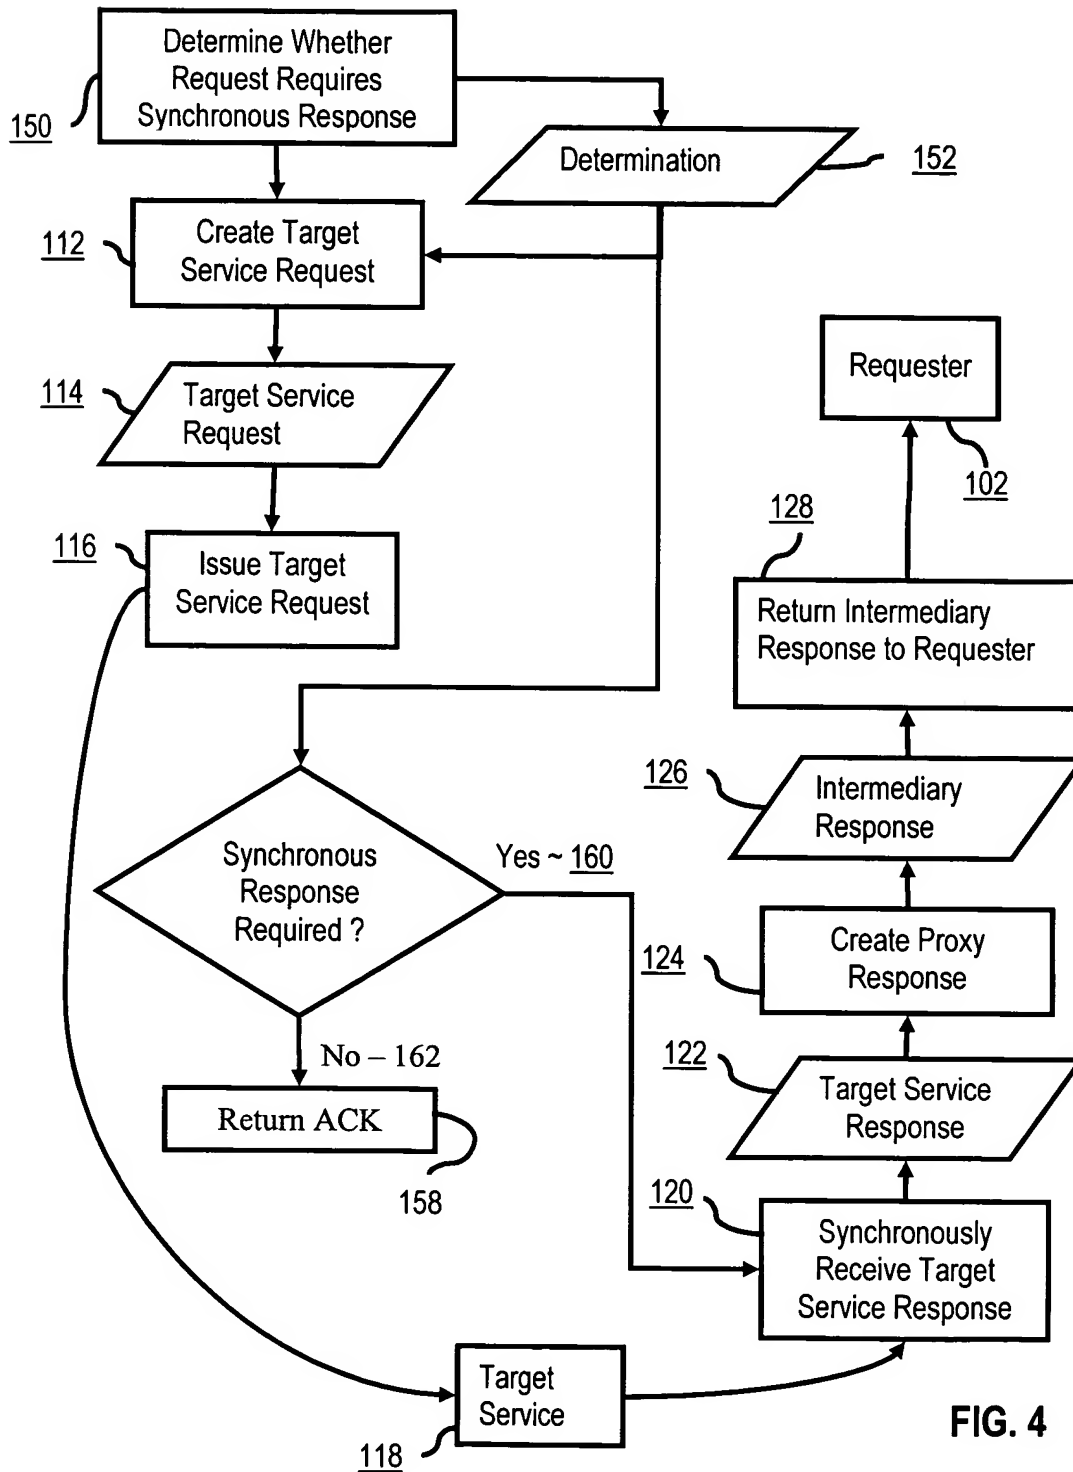 Determine Whether
Request Requires
Synchronous Response
150
Determination
152
Create Target
Service Request
112
Target Service
Request
114
Issue Target
Service Request
116
Requester
102
128
Return Intermediary
Response to Requester
126
Intermediary
Response
Synchronous
Response
Required ?
Yes ~ 160
Create Proxy
Response
124
No – 162
Return ACK
158
122
Target Service
Response
120
Synchronously
Receive Target
Service Response
Target
Service
118
FIG. 4